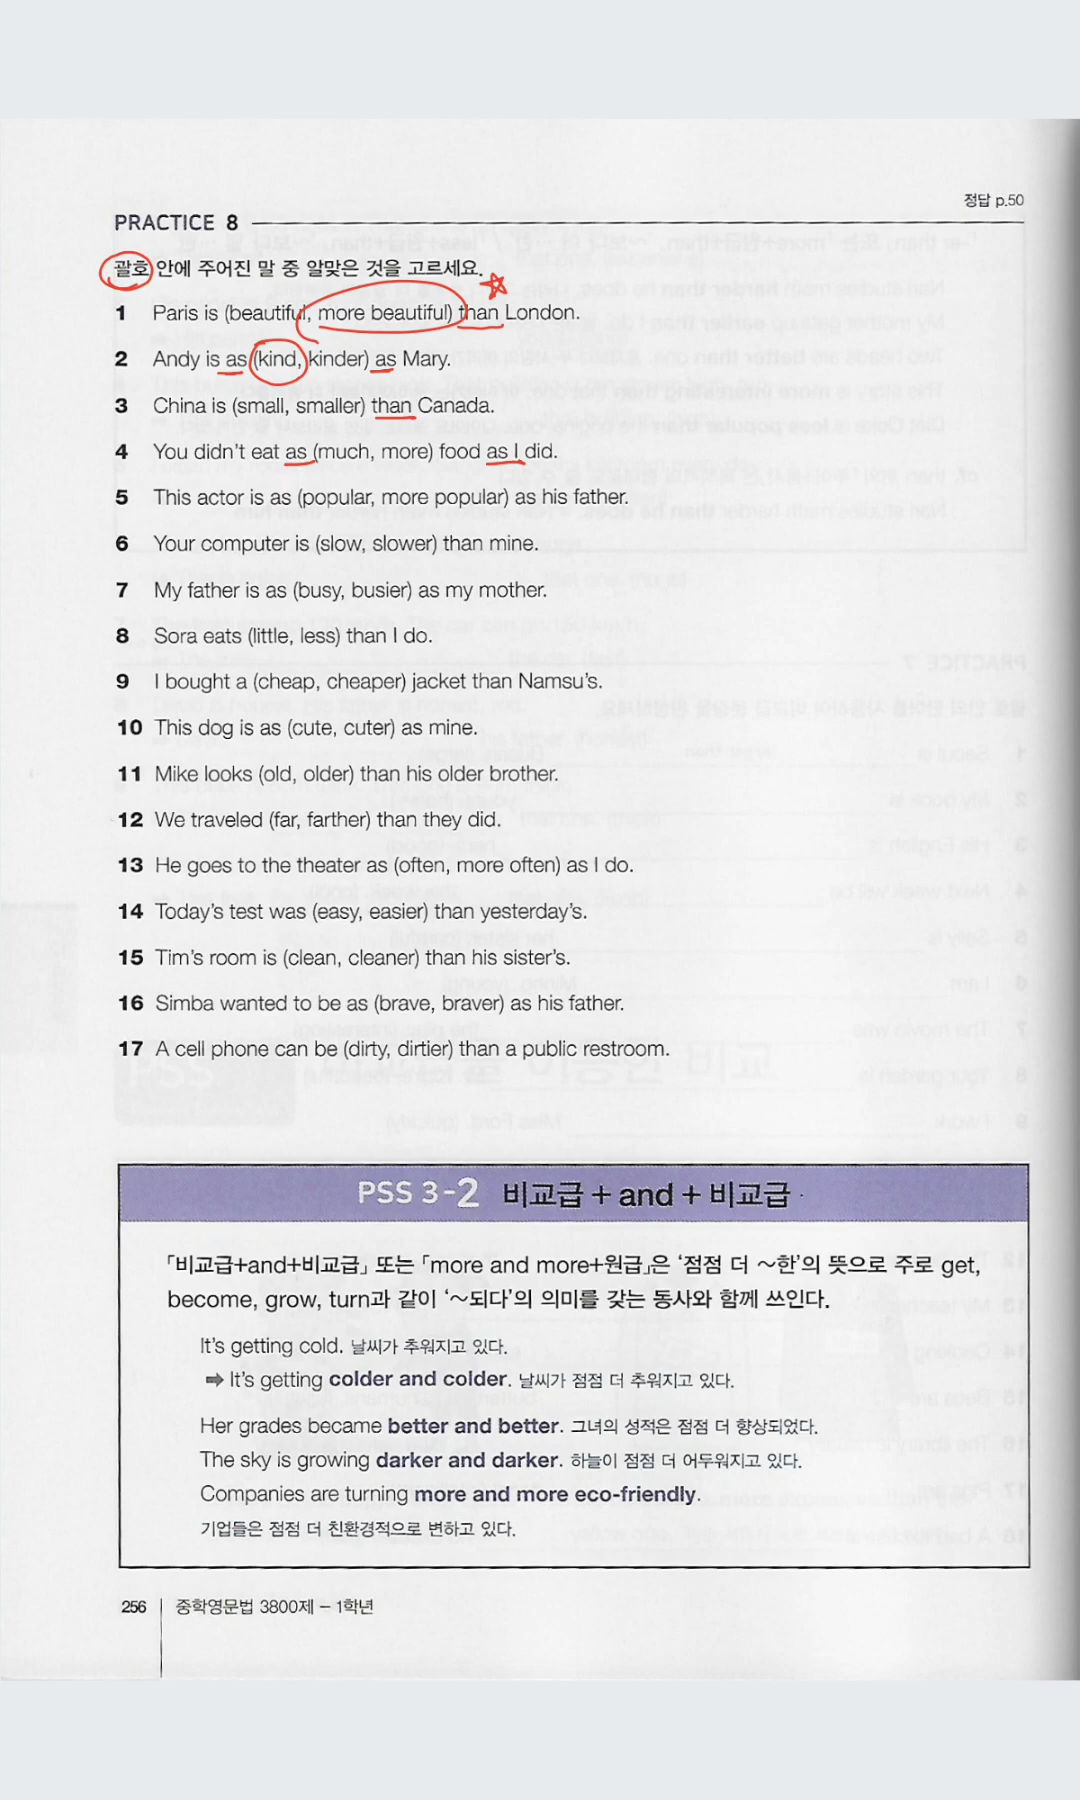 정답 p.50
PRACTICE 8
괄호 안에 주어진 말 중 알맞은 것을 고르세요.
1 Paris is (beautiful, more beautiful) than London.
2 Andy is as (kind, kinder) as Mary.
3 China is (small, smaller) than Canada.
4 You didn't eat as (much, more) food as I did.
5 This actor is as (popular, more popular) as his father.
6 Your computer is (slow, slower) than mine.
7 My father is as (busy, busier) as my mother.
8 Sora eats (little, less) than I do.
9 I bought a (cheap, cheaper) jacket than Namsu's.
10 This dog is as (cute, cuter) as mine.
11 Mike looks (old, older) than his older brother.
12 We traveled (far, farther) than they did.
13 He goes to the theater as (often, more often) as I do.
14 Today's test was (easy, easier) than yesterday's.
15 Tim's room is (clean, cleaner) than his sister's.
16 Simba wanted to be as (brave, braver) as his father.
17 A cell phone can be (dirty, dirtier) than a public restroom.
PSS 3-2 비교급 + and + 비교급
「비교급+and+비교급」 또는 「more and more+원급」은 '점점 더 ~한'의 뜻으로 주로 get,
become, grow, turn과 같이 '~되다'의 의미를 갖는 동사와 함께 쓰인다.
It's getting cold. 날씨가 추워지고 있다.
➡ It's getting colder and colder. 날씨가 점점 더 추워지고 있다.
Her grades became better and better. 그녀의 성적은 점점 더 향상되었다.
The sky is growing darker and darker. 하늘이 점점 더 어두워지고 있다.
Companies are turning more and more eco-friendly.
기업들은 점점 더 친환경적으로 변하고 있다.
256 중학영문법 3800제 – 1학년